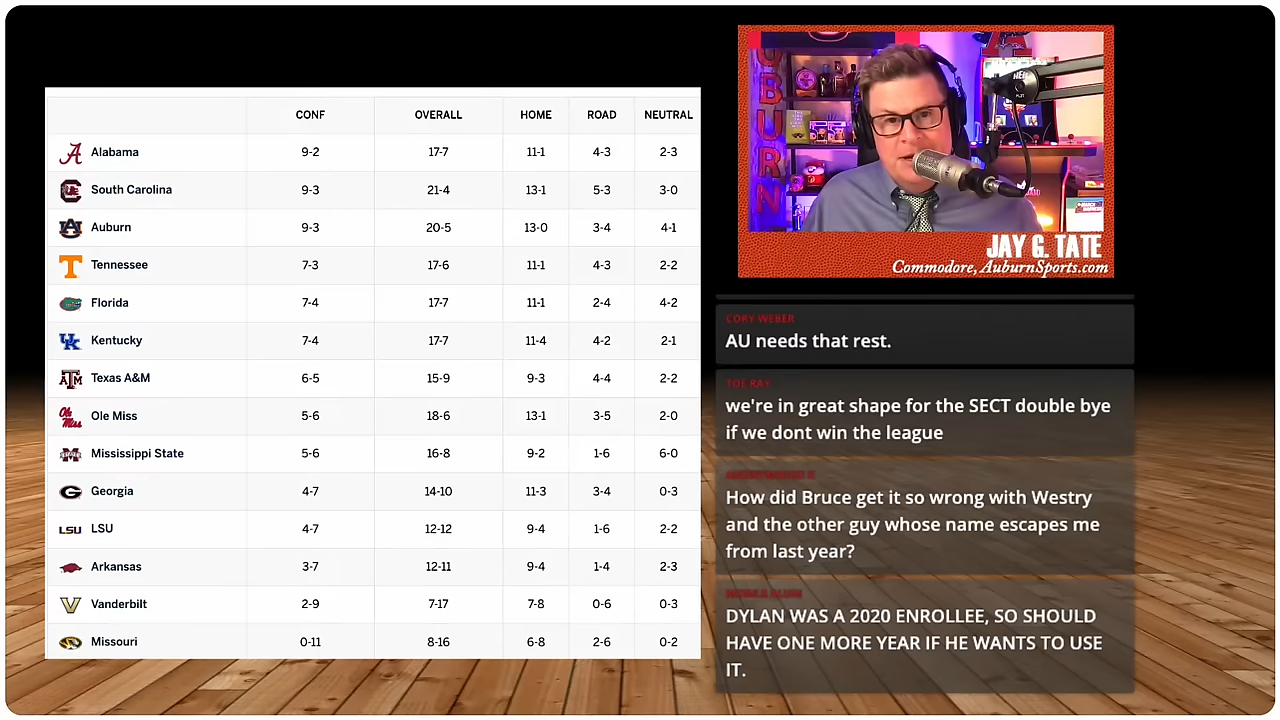 CONF OVERALL HOME ROAD NEUTRAL
Alabama 9-2 17-7 11-1 4-3 2-3
South Carolina 9-3 21-4 13-1 5-3 3-0
Auburn 9-3 20-5 13-0 3-4 4-1
Tennessee 7-3 17-6 11-1 4-3 2-2
Florida 7-4 17-7 11-1 2-4 4-2
Kentucky 7-4 17-7 11-4 4-2 2-1
Texas A&M 6-5 15-9 9-3 4-4 2-2
Ole Miss 5-6 18-6 13-1 3-5 2-0
Mississippi State 5-6 16-8 9-2 1-6 6-0
Georgia 4-7 14-10 11-3 3-4 0-3
LSU LSU 4-7 12-12 9-4 1-6 2-2
Arkansas 3-7 12-11 9-4 1-4 2-3
Vanderbilt 2-9 7-17 7-8 0-6 0-3
Missouri 0-11 8-16 6-8 2-6 0-2
JAY G. TATE
Commodore, AuburnSports.com
CORY WEBER
AU needs that rest.
TOE RAY
we're in great shape for the SECT double bye
if we dont win the league
How did Bruce get it so wrong with Westry
and the other guy whose name escapes me
from last year?
DYLAN WAS A 2020 ENROLLEE, SO SHOULD
HAVE ONE MORE YEAR IF HE WANTS TO USE
IT.